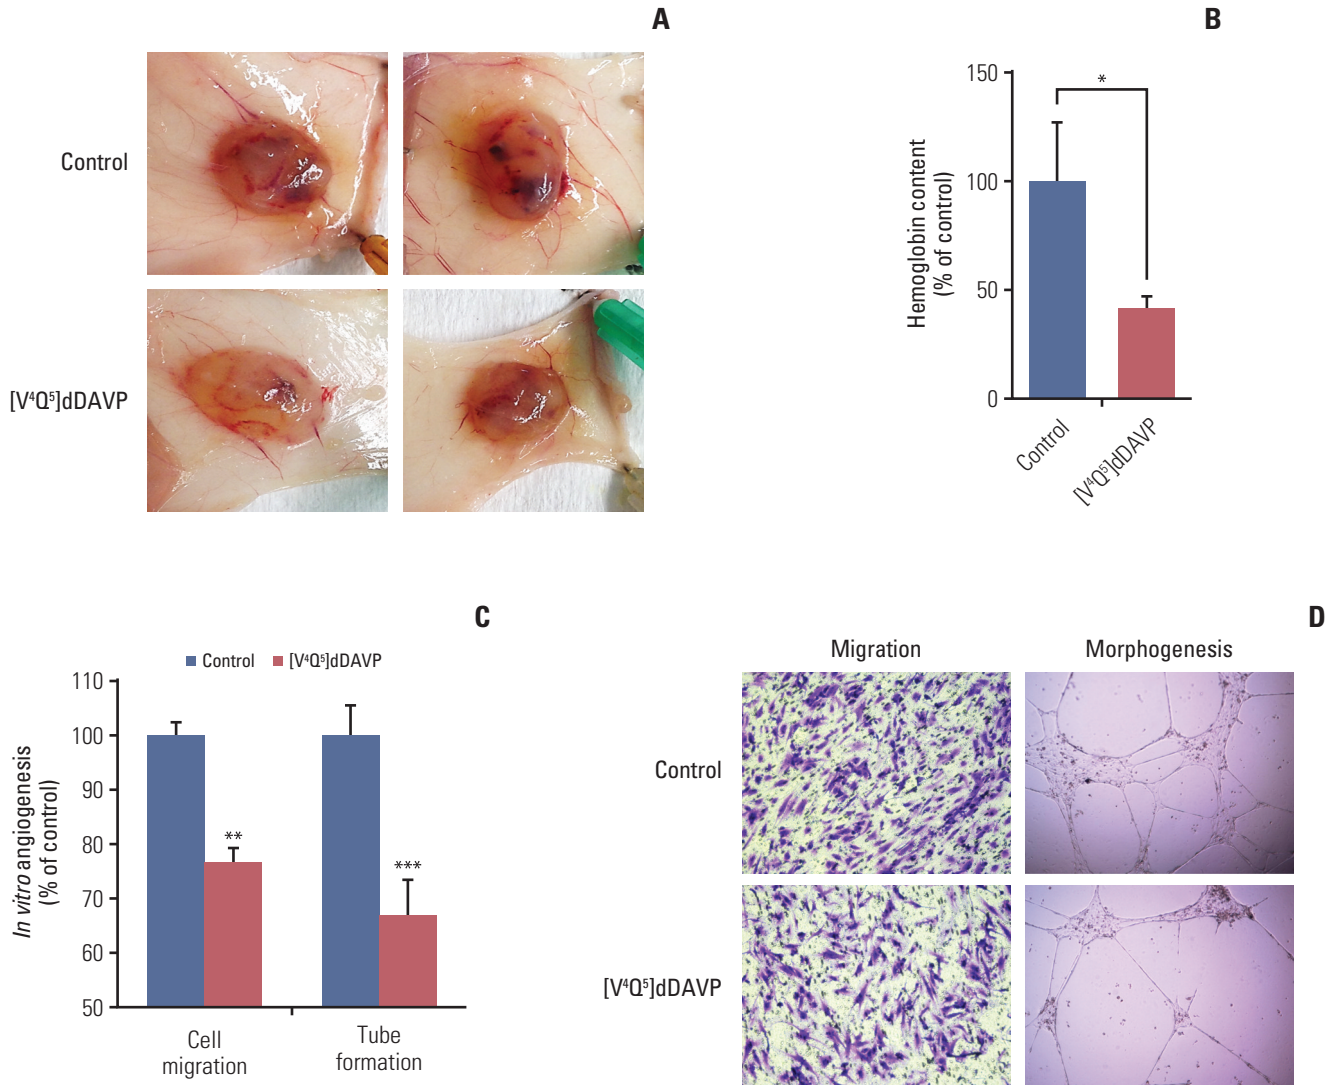 A
Control
[V⁴Q⁵]dDAVP
B
150
100
50
0
Hemoglobin content
(% of control)
*
Control
[V⁴Q⁵]dDAVP
C
Control
[V⁴Q⁵]dDAVP
110
100
90
80
70
60
50
In vitro angiogenesis
(% of control)
**
***
Cell
migration
Tube
formation
D
Migration
Morphogenesis
Control
[V⁴Q⁵]dDAVP